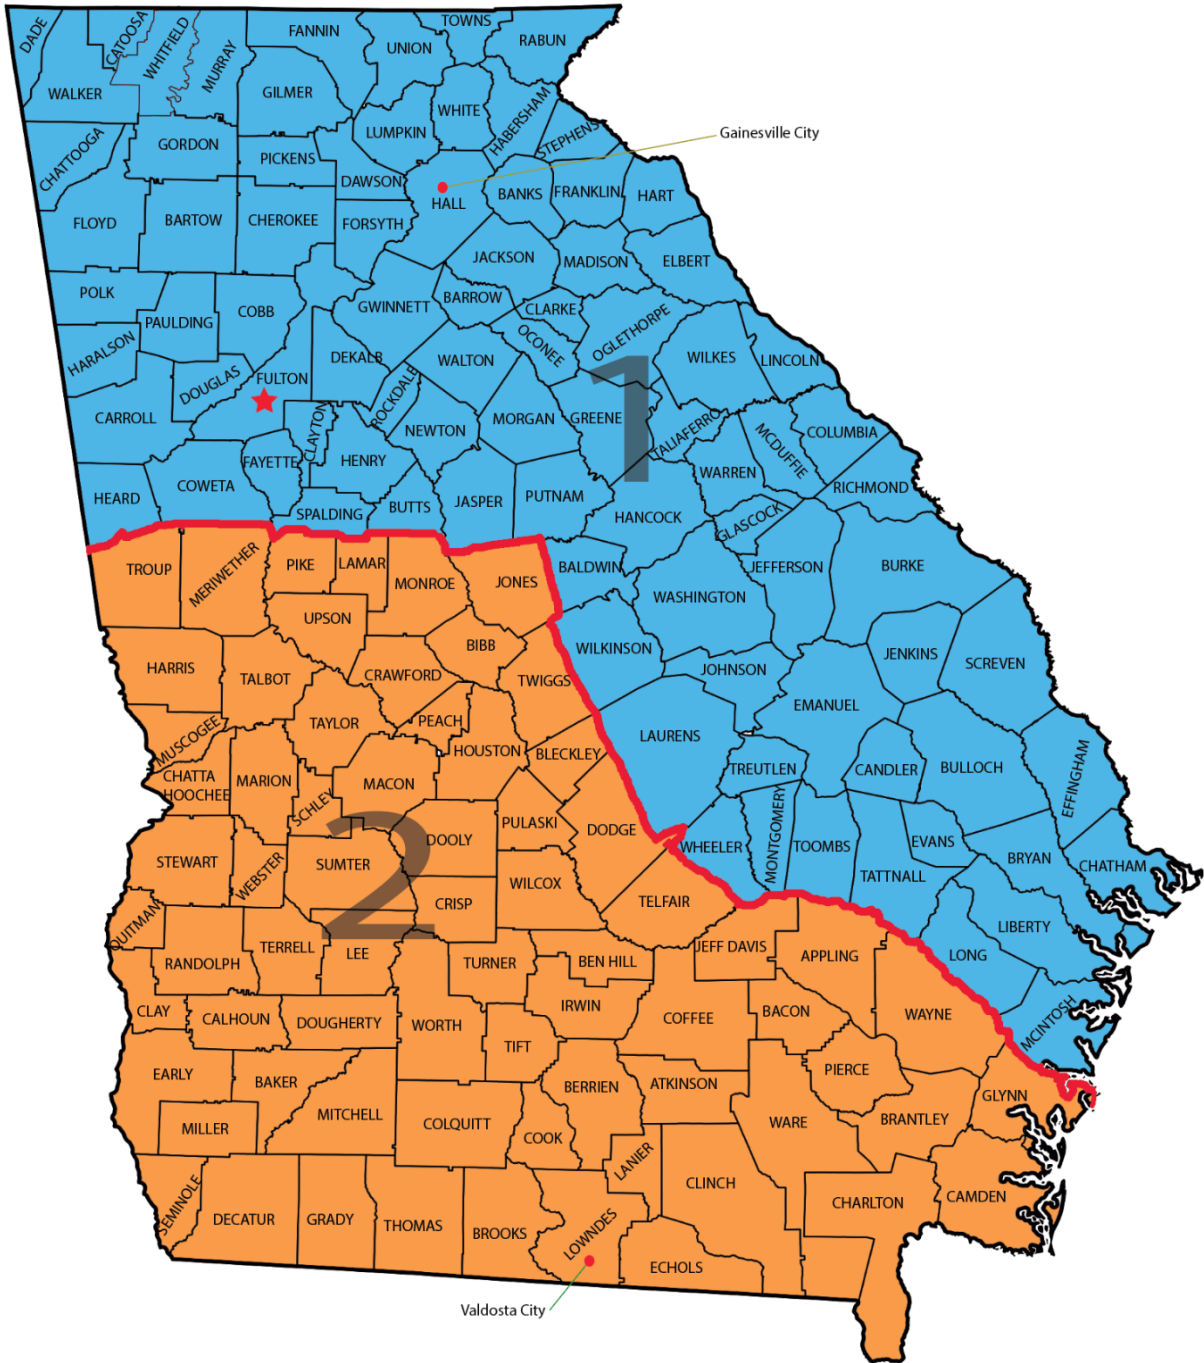 DADE
CATOOSA
WHITFIELD
MURRAY
FANNIN
UNION
TOWNS
RABUN
WALKER
GILMER
WHITE
HABERSHAM
STEPHENS
Gainesville City
LUMPKIN
CHATTOOGA
GORDON
PICKENS
DAWSON
HALL
BANKS
FRANKLIN
HART
FLOYD
BARTOW
CHEROKEE
FORSYTH
JACKSON
MADISON
ELBERT
POLK
PAULDING
COBB
GWINNETT
BARROW
CLARKE
OCONEE
OGLETHORPE
HARALSON
DOUGLAS
FULTON
DEKALB
ROCKDALE
WALTON
WILKES
LINCOLN
1
CARROLL
CLAYTON
NEWTON
MORGAN
GREENE
TALIAFERRO
MCDUFFIE
COLUMBIA
HEARD
COWETA
FAYETTE
HENRY
SPALDING
BUTTS
JASPER
PUTNAM
HANCOCK
WARREN
GLASCOCK
RICHMOND
TROUP
MERIWETHER
PIKE
LAMAR
MONROE
JONES
BALDWIN
WASHINGTON
JEFFERSON
BURKE
UPSON
BIBB
WILKINSON
JOHNSON
JENKINS
SCREVEN
HARRIS
TALBOT
CRAWFORD
TWIGGS
EMANUEL
MUSCOGEE
TAYLOR
PEACH
HOUSTON
BLECKLEY
LAURENS
TREUTLEN
CANDLER
BULLOCH
EFFINGHAM
CHATTA
HOOCHEE
MARION
SCHLEY
MACON
PULASKI
DODGE
WHEELER
MONTGOMERY
TOOMBS
TATTNALL
EVANS
BRYAN
CHATHAM
2
STEWART
WEBSTER
SUMTER
DOOLY
CRISP
WILCOX
TELFAIR
LONG
LIBERTY
QUITMAN
RANDOLPH
TERRELL
LEE
TURNER
BEN HILL
JEFF DAVIS
APPLING
MCINTOSH
CLAY
CALHOUN
DOUGHERTY
WORTH
TIFT
IRWIN
COFFEE
BACON
WAYNE
EARLY
BAKER
MITCHELL
MILLER
COLQUITT
COOK
BERRIEN
ATKINSON
LANIER
WARE
PIERCE
BRANTLEY
GLYNN
SEMINOLE
DECATUR
GRADY
THOMAS
BROOKS
LOWNDES
CLINCH
ECHOLS
CHARLTON
CAMDEN
Valdosta City